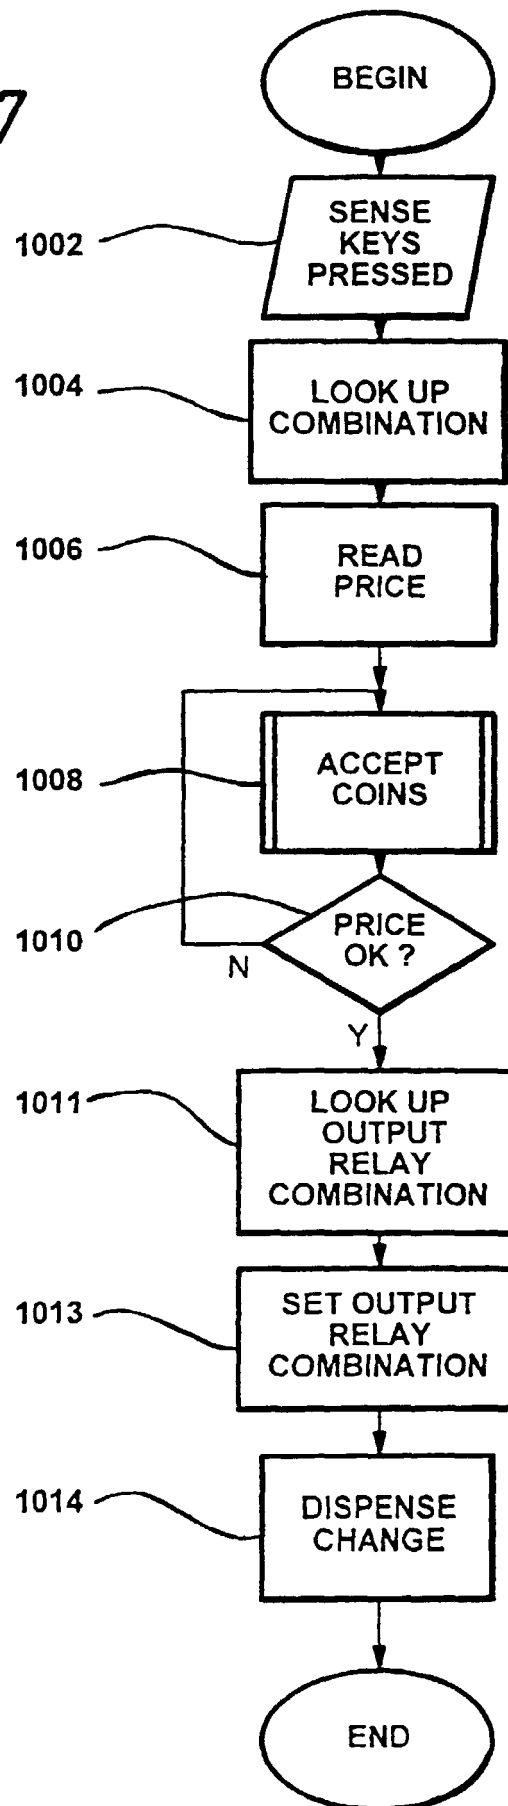 7
BEGIN
1002
SENSE
KEYS
PRESSED
1004
LOOK UP
COMBINATION
1006
READ
PRICE
1008
ACCEPT
COINS
1010
PRICE
OK ?
N
Y
1011
LOOK UP
OUTPUT
RELAY
COMBINATION
1013
SET OUTPUT
RELAY
COMBINATION
1014
DISPENSE
CHANGE
END